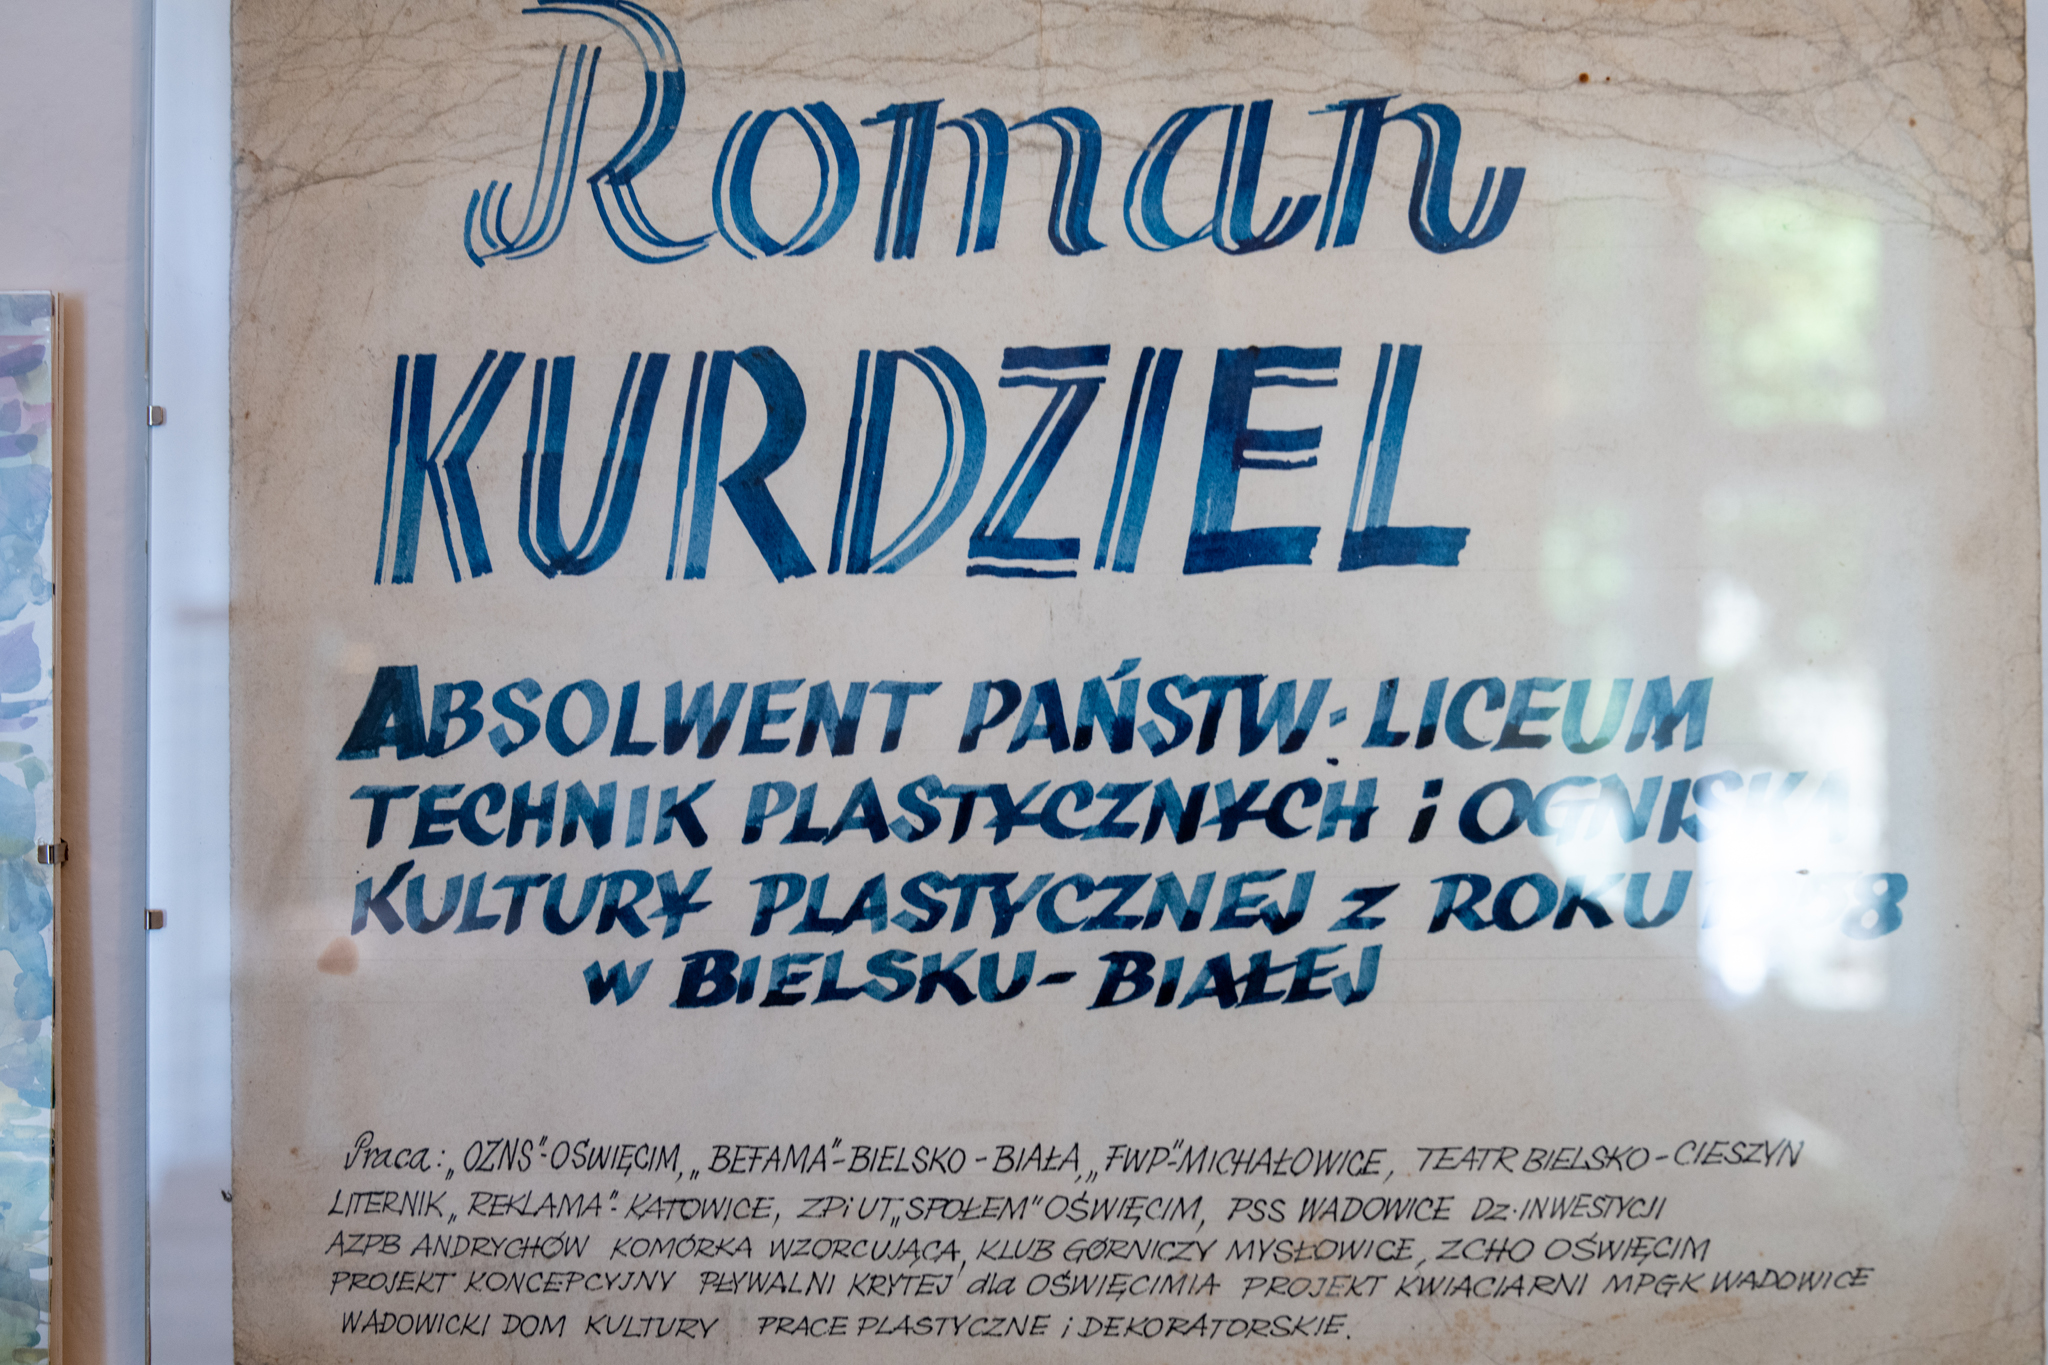 Roman
KURDZIEL
ABSOLWENT PAŃSTW. LICEUM
TECHNIK PLASTYCZNYCH i OGNISKA
KULTURY PLASTYCZNEJ Z ROKU
W BIELSKU-BIAŁEJ
Praca: „OZNS"-OŚWIĘCIM, „BEFAMA"-BIELSKO-BIAŁA, „FWP"-MICHAŁOWICE, TEATR BIELSKO-CIESZYN
LITERNIK „REKLAMA"-KATOWICE, ZPiUT „SPOŁEM" OŚWIĘCIM, PSS WADOWICE DZ.INWESTYCJI
AZPB ANDRYCHÓW KOMÓRKA WZORCUJĄCA, KLUB GÓRNICZY MYSŁOWICE, ZCHO OŚWIĘCIM
PROJEKT KONCEPCYJNY PŁYWALNI KRYTEJ dla OŚWIĘCIMIA PROJEKT KWIACIARNI MPGK WADOWICE
WADOWICKI DOM KULTURY PRACE PLASTYCZNE i DEKORATORSKIE.